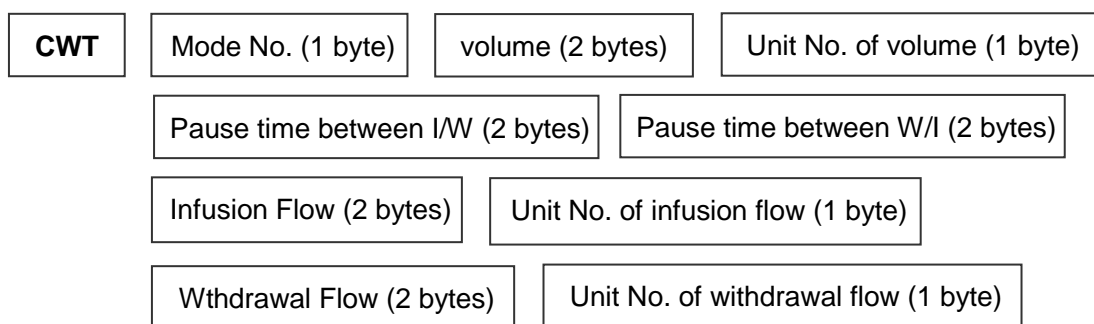 CWT Mode No. (1 byte) volume (2 bytes) Unit No. of volume (1 byte)
Pause time between I/W (2 bytes) Pause time between W/I (2 bytes)
Infusion Flow (2 bytes) Unit No. of infusion flow (1 byte)
Wthdrawal Flow (2 bytes) Unit No. of withdrawal flow (1 byte)